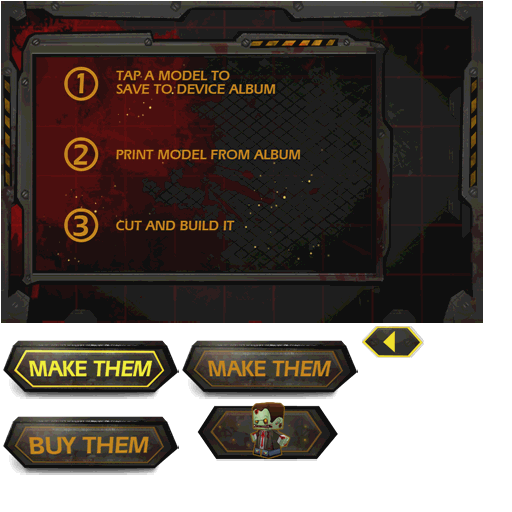 1 TAP A MODEL TO
SAVE TO DEVICE ALBUM
2 PRINT MODEL FROM ALBUM
3 CUT AND BUILD IT
MAKE THEM
MAKE THEM
BUY THEM